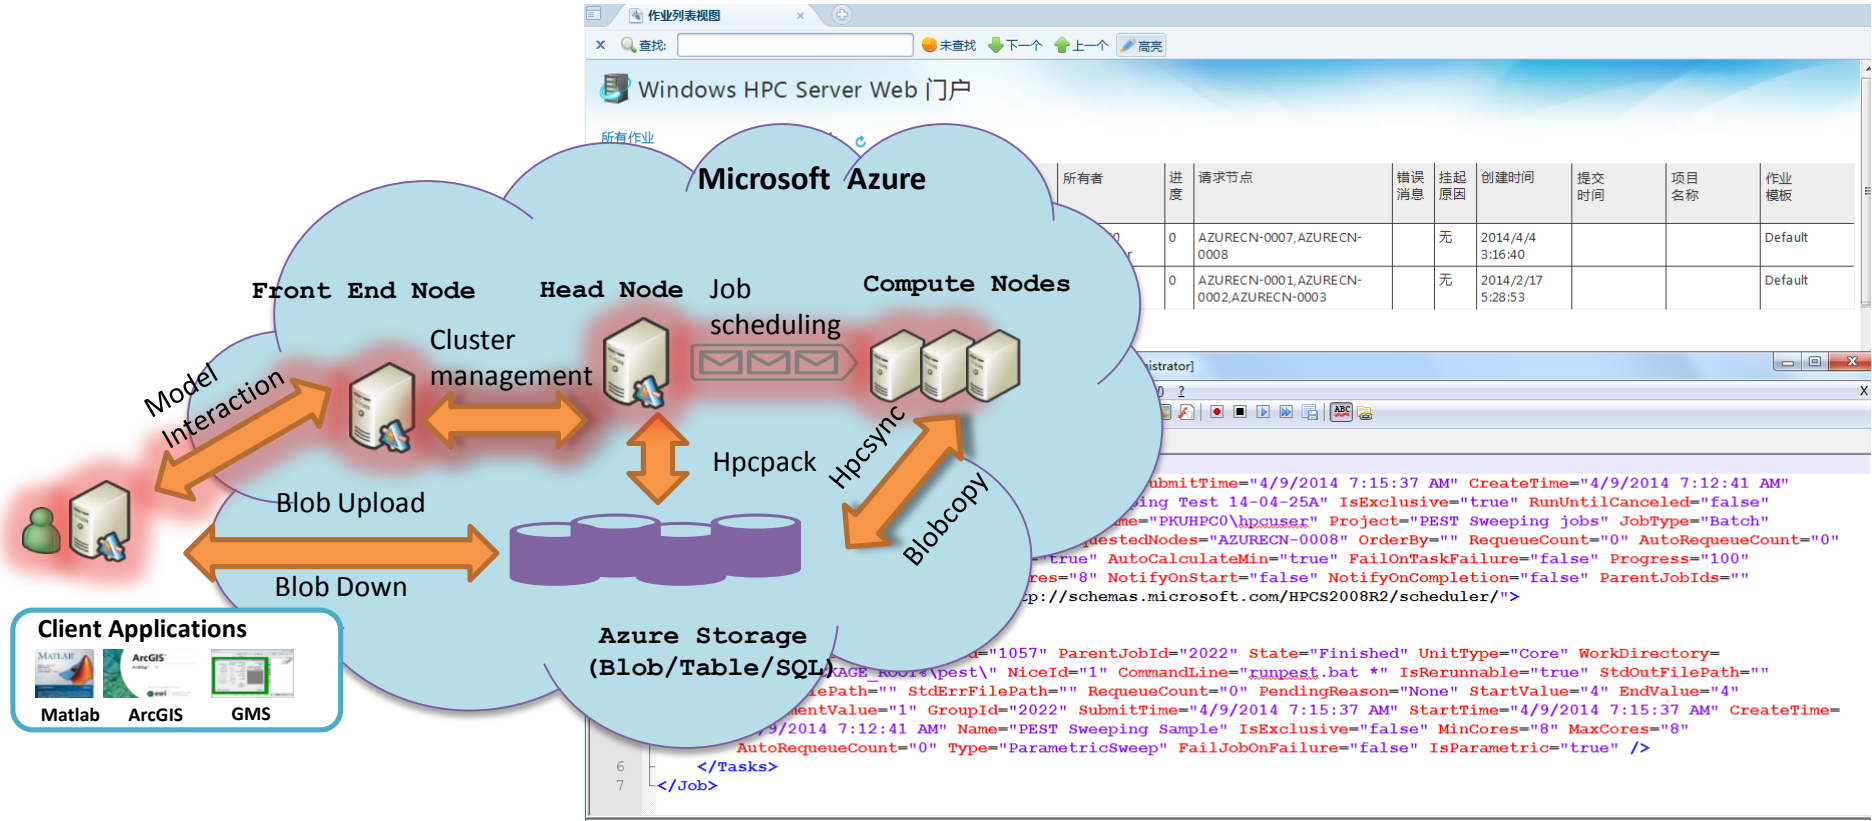 作业列表视图
查找:
未查找
下一个
上一个
高亮
Windows HPC Server Web 门户
所有作业
所有者
进度
请求节点
错误消息
挂起原因
创建时间
提交时间
项目名称
作业模板
0
AZURECN-0007,AZURECN-
0008
无
2014/4/4
3:16:40
Default
0
AZURECN-0001,AZURECN-
0002,AZURECN-0003
无
2014/2/17
5:28:53
Default
Microsoft Azure
Front End Node
Head Node
Job
scheduling
Compute Nodes
Cluster
management
Model
Interaction
Hpcpack
Hpcsync
Blobcopy
Blob Upload
Blob Down
Azure Storage
(Blob/Table/SQL)
Client Applications
MATLAB
ArcGIS
esri
Matlab
ArcGIS
GMS
istrator]
?
X
ABC
ubmitTime="4/9/2014 7:15:37 AM" CreateTime="4/9/2014 7:12:41 AM"
ping Test 14-04-25A" IsExclusive="true" RunUntilCanceled="false"
me="PKUHPC0\hpcuser" Project="PEST Sweeping jobs" JobType="Batch"
questedNodes="AZURECN-0008" OrderBy="" RequeueCount="0" AutoRequeueCount="0"
"true" AutoCalculateMin="true" FailOnTaskFailure="false" Progress="100"
res="8" NotifyOnStart="false" NotifyOnCompletion="false" ParentJobIds=""
tp://schemas.microsoft.com/HPCS2008R2/scheduler/">
d="1057" ParentJobId="2022" State="Finished" UnitType="Core" WorkDirectory=
KAGE_ROOT%\pest\" NiceId="1" CommandLine="runpest.bat *" IsRerunnable="true" StdOutFilePath=""
lePath="" StdErrFilePath="" RequeueCount="0" PendingReason="None" StartValue="4" EndValue="4"
mentValue="1" GroupId="2022" SubmitTime="4/9/2014 7:15:37 AM" StartTime="4/9/2014 7:15:37 AM" CreateTime=
/9/2014 7:12:41 AM" Name="PEST Sweeping Sample" IsExclusive="false" MinCores="8" MaxCores="8"
AutoRequeueCount="0" Type="ParametricSweep" FailJobOnFailure="false" IsParametric="true" />
6 </Tasks>
7 </Job>